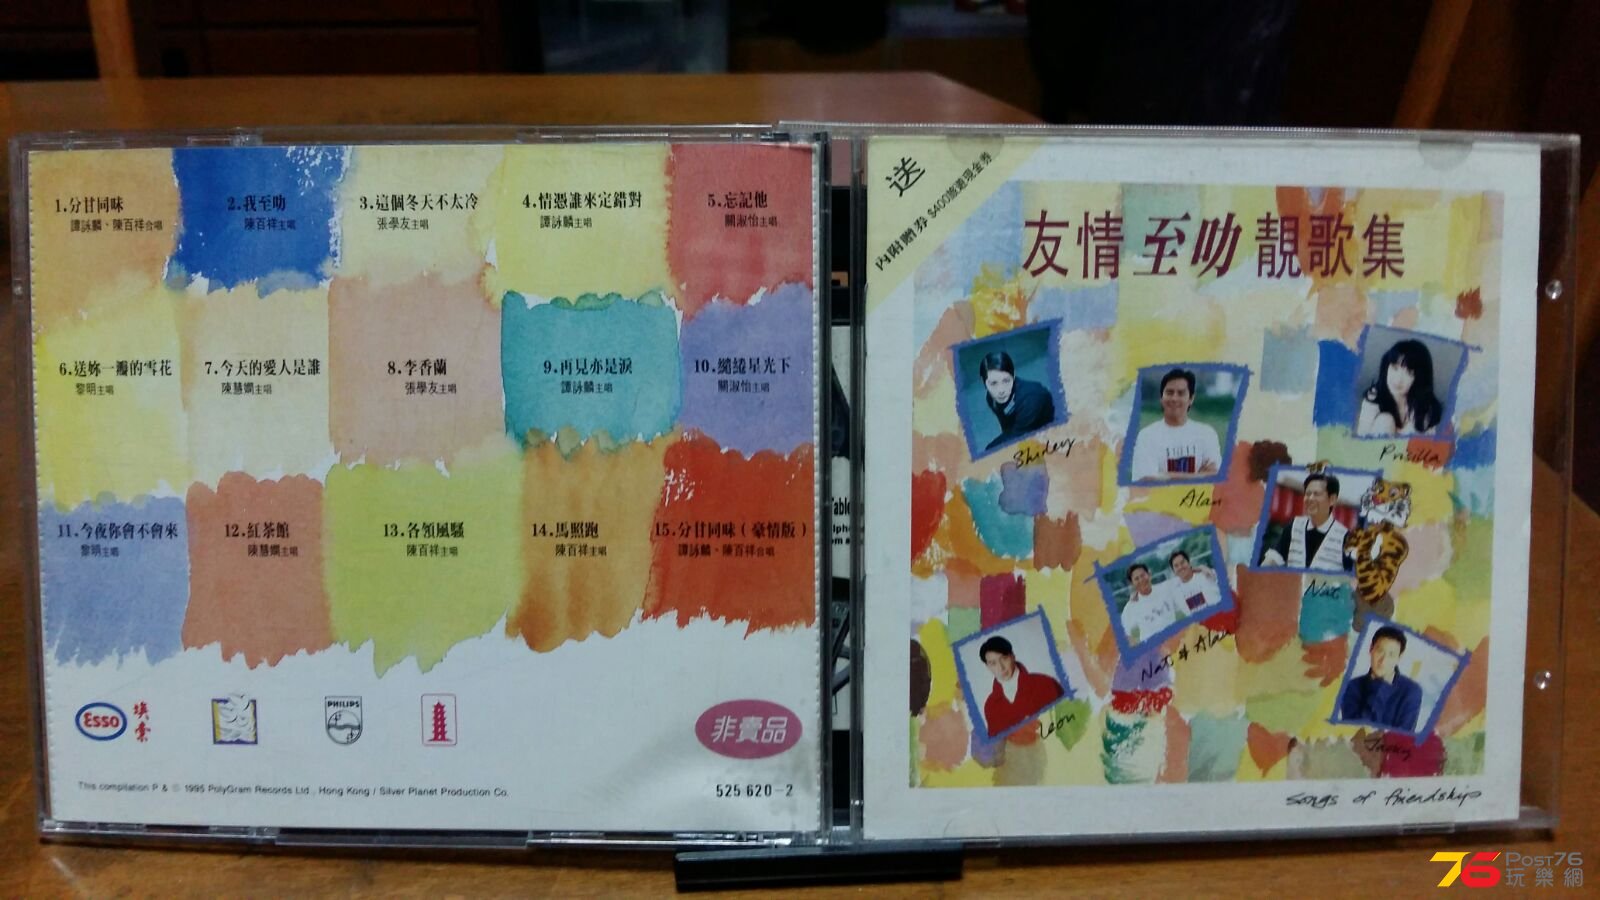 1.分甘同味
譚詠麟、陳百祥合唱
2.我至叻
陳百祥主唱
3.這個冬天不太冷
張學友主唱
4.情憑誰來定錯對
譚詠麟主唱
5.忘記他
關淑怡主唱
6.送妳一瓣的雪花
黎明主唱
7.今天的愛人是誰
陳慧嫻主唱
8.李香蘭
張學友主唱
9.再見亦是淚
譚詠麟主唱
10.繾綣星光下
關淑怡主唱
11.今夜你會不會來
黎明主唱
12.紅茶館
陳慧嫻主唱
13.各領風騷
陳百祥主唱
14.馬照跑
陳百祥主唱
15.分甘同味（豪情版）
譚詠麟、陳百祥合唱
Esso 埃索
PHILIPS
非賣品
This compilation P & © 1995 PolyGram Records Ltd., Hong Kong / Silver Planet Production Co.
525 620-2
送
內附贈券
友情至叻靚歌集
Shirley
Alan
Priscilla
Nat
Nat & Alan
Leon
Jacky
Songs of friendship
76 POST76
玩樂網